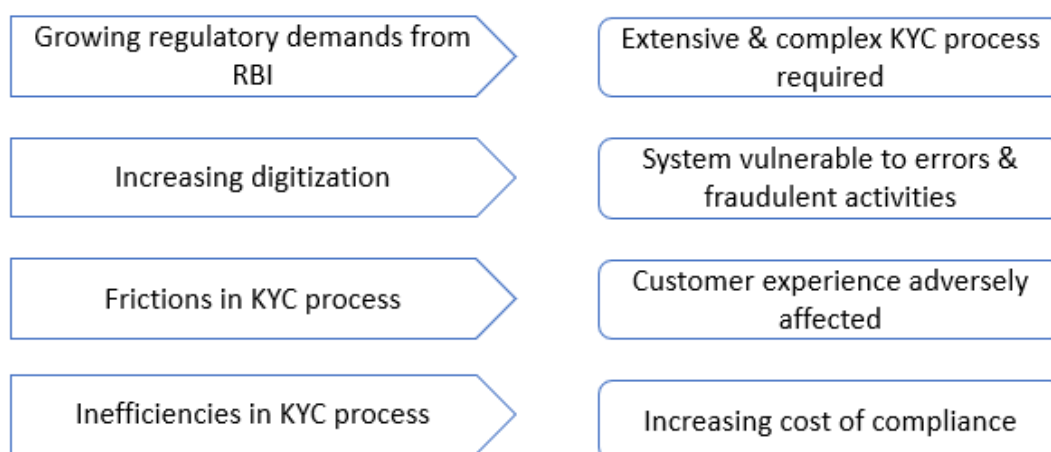 Growing regulatory demands from
RBI
Extensive & complex KYC process
required
Increasing digitization
System vulnerable to errors &
fraudulent activities
Frictions in KYC process
Customer experience adversely
affected
Inefficiencies in KYC process
Increasing cost of compliance